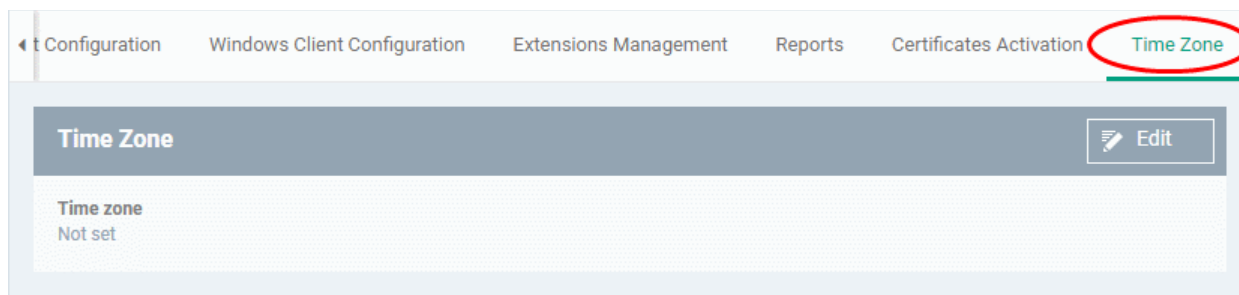 t Configuration Windows Client Configuration Extensions Management Reports Certificates Activation Time Zone
Time Zone Edit
Time zone
Not set